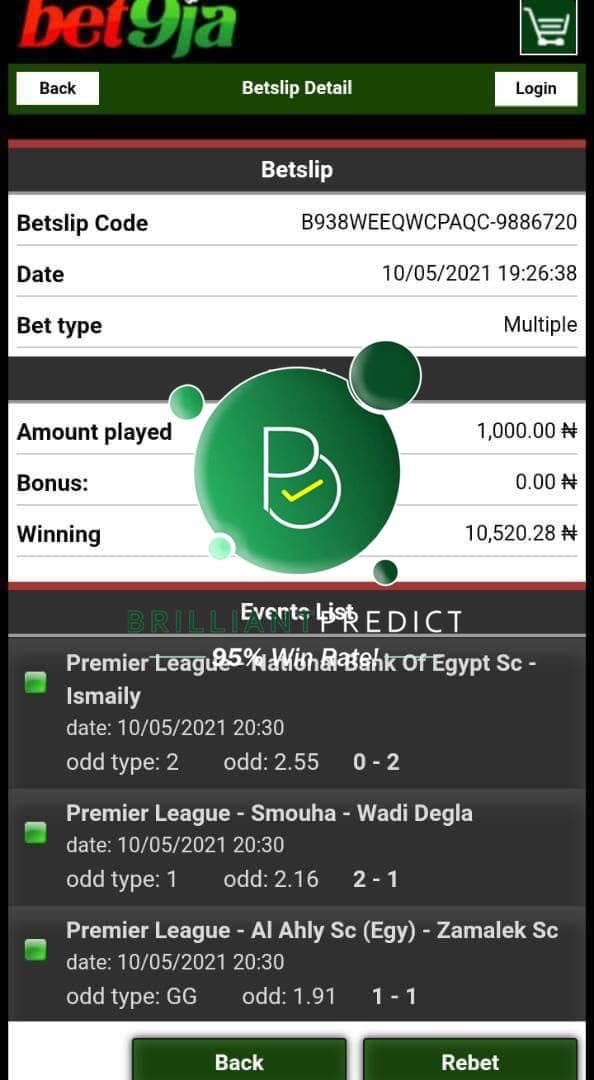 bet9ja
Back Betslip Detail Login
Betslip
Betslip Code B938WEEQWCPAQC-9886720
Date 10/05/2021 19:26:38
Bet type Multiple
Amount played 1,000.00 ₦
Bonus: 0.00 ₦
Winning 10,520.28 ₦
Events List
BRILLIANT PREDICT
95% Win Rate!
Premier League - National Bank Of Egypt Sc -
Ismaily
date: 10/05/2021 20:30
odd type: 2 odd: 2.55 0 - 2
Premier League - Smouha - Wadi Degla
date: 10/05/2021 20:30
odd type: 1 odd: 2.16 2 - 1
Premier League - Al Ahly Sc (Egy) - Zamalek Sc
date: 10/05/2021 20:30
odd type: GG odd: 1.91 1 - 1
Back Rebet